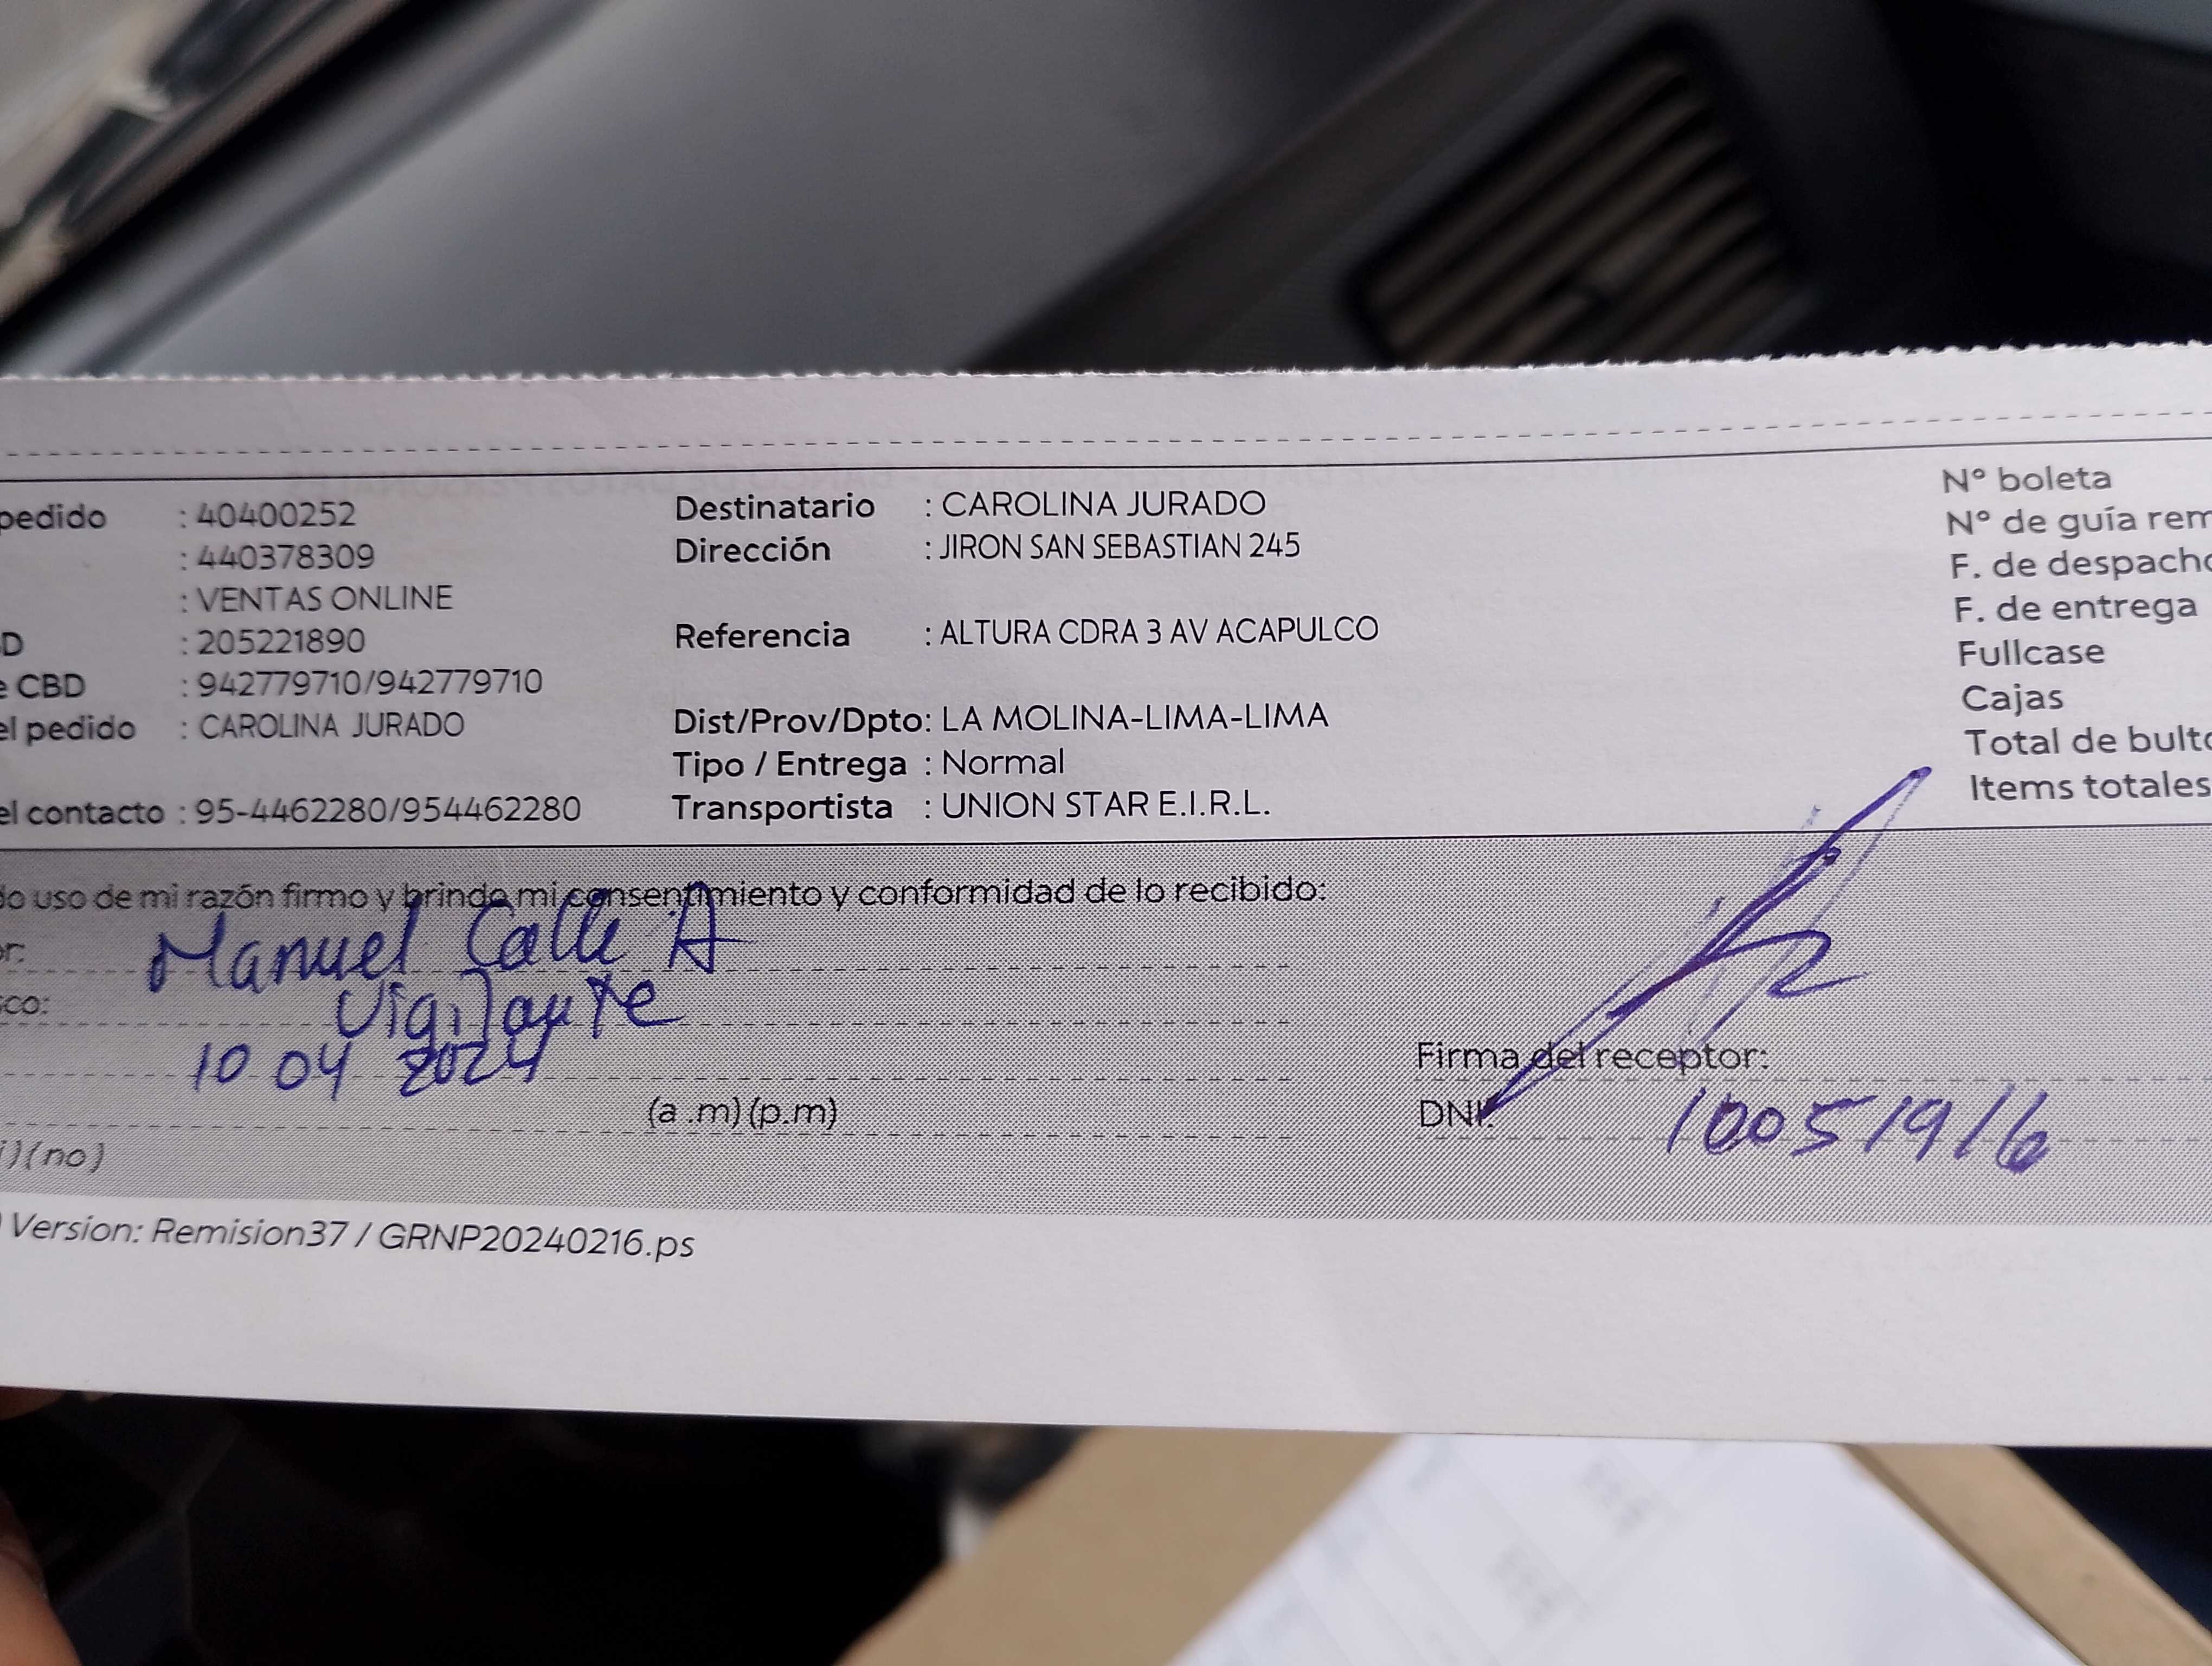 pedido : 40400252
: 440378309
: VENTAS ONLINE
D : 205221890
e CBD : 942779710/942779710
el pedido : CAROLINA JURADO
el contacto : 95-4462280/954462280
Destinatario : CAROLINA JURADO
Dirección : JIRON SAN SEBASTIAN 245
Referencia : ALTURA CDRA 3 AV ACAPULCO
Dist/Prov/Dpto: LA MOLINA-LIMA-LIMA
Tipo / Entrega : Normal
Transportista : UNION STAR E.I.R.L.
N° boleta
N° de guía rem
F. de despacho
F. de entrega
Fullcase
Cajas
Total de bulto
Items totales
do uso de mi razón firmo y brindo mi consentimiento y conformidad de lo recibido:
or: Manuel Calle A
sco: Vigilante
10 04 2024
(a .m) (p.m)
i) (no)
Firma del receptor:
DNI: 10051916
Version: Remision37 / GRNP20240216.ps